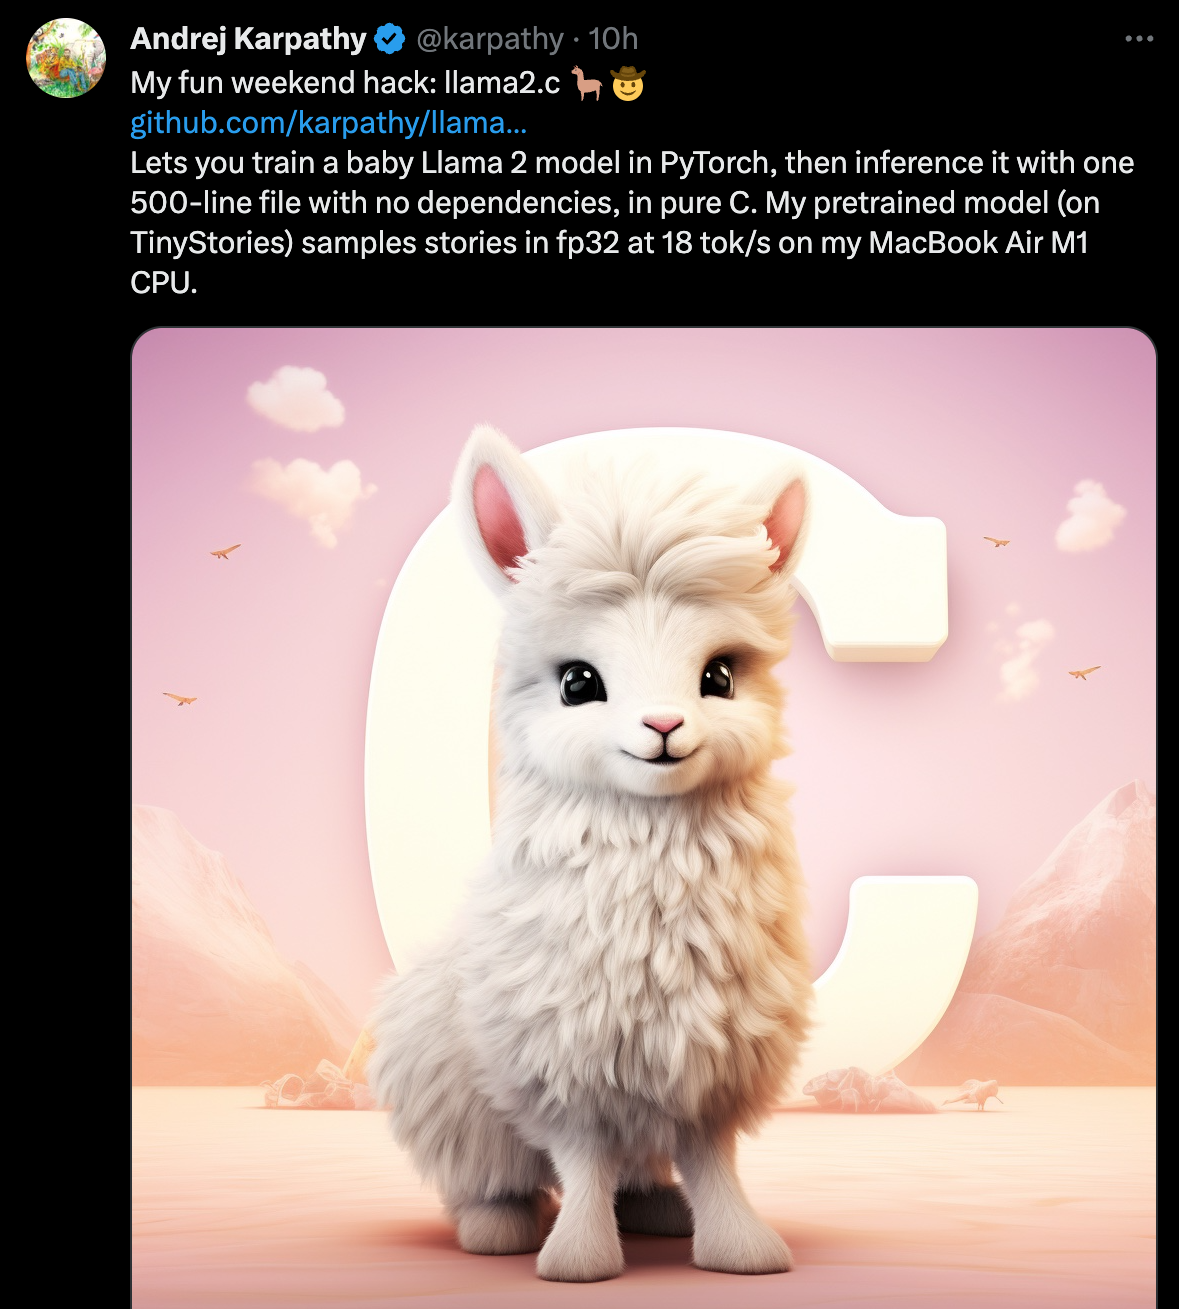 Andrej Karpathy @karpathy · 10h
My fun weekend hack: llama2.c 🦙🤠
github.com/karpathy/llama…
Lets you train a baby Llama 2 model in PyTorch, then inference it with one
500-line file with no dependencies, in pure C. My pretrained model (on
TinyStories) samples stories in fp32 at 18 tok/s on my MacBook Air M1
CPU.
C